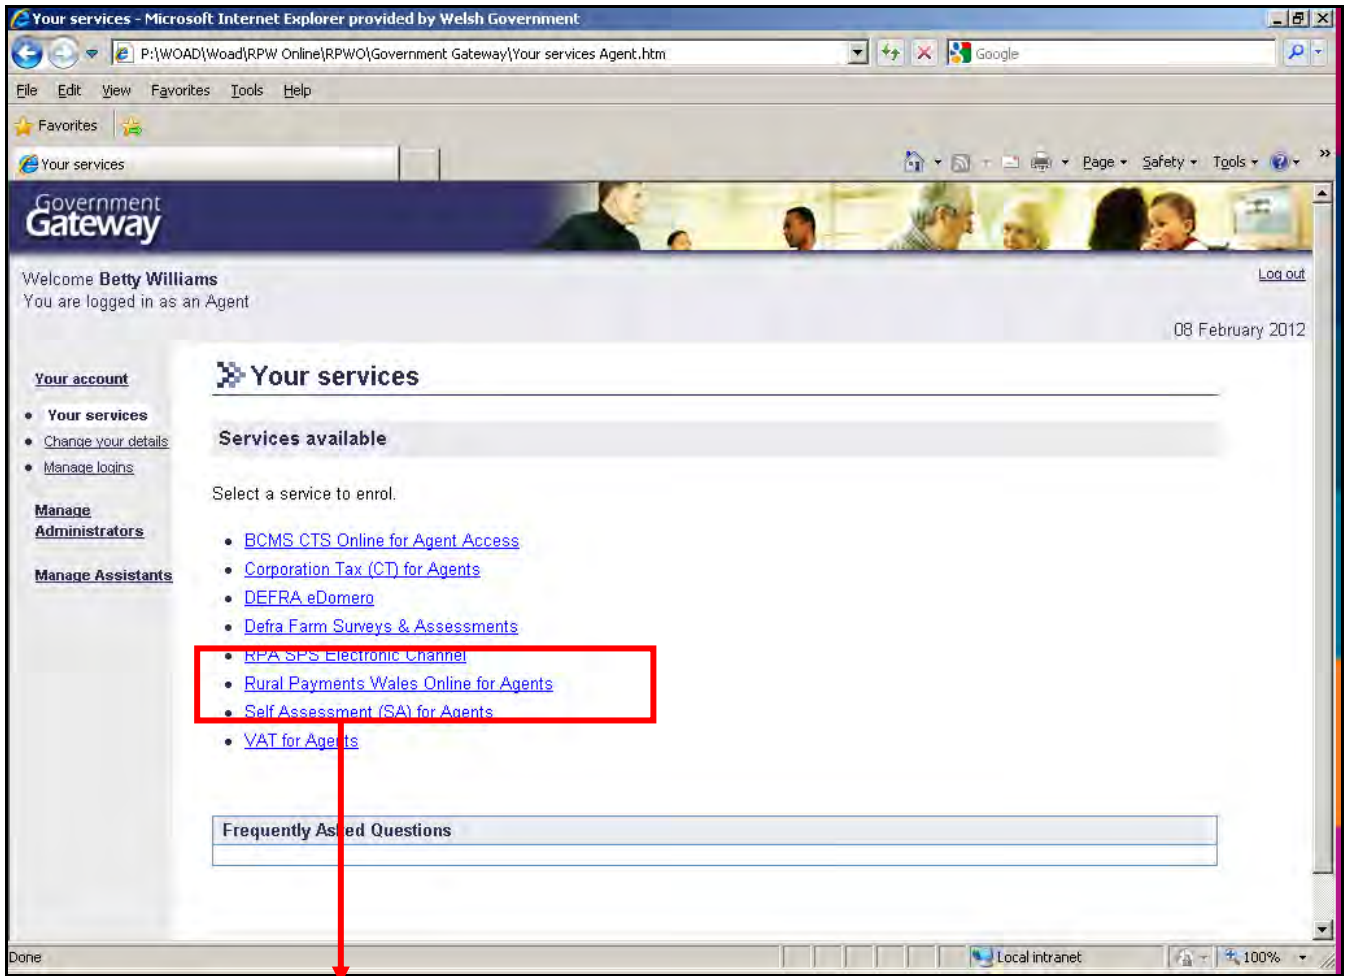 Your services - Microsoft Internet Explorer provided by Welsh Government
P:\WOAD\Woad\RPW Online\RPWO\Government Gateway\Your services Agent.htm
Google
File Edit View Favorites Tools Help
Favorites
Your services
Page Safety Tools
Government
Gateway
Welcome Betty Williams
Log out
You are logged in as an Agent
08 February 2012
Your account
Your services
Change your details
Manage logins
Manage
Administrators
Manage Assistants
Your services
Services available
Select a service to enrol.
BCMS CTS Online for Agent Access
Corporation Tax (CT) for Agents
DEFRA eDomero
Defra Farm Surveys & Assessments
RPA SPS Electronic Channel
Rural Payments Wales Online for Agents
Self Assessment (SA) for Agents
VAT for Agents
Frequently Asked Questions
Done
Local intranet
100%